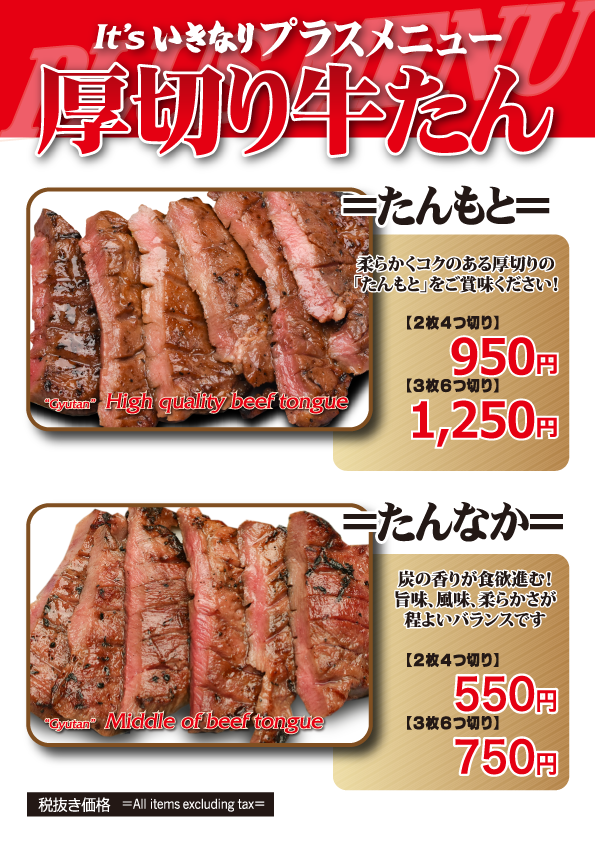 PLUS MENU
It's いきなりプラスメニュー
厚切り牛たん
=たんもと=
柔らかくコクのある厚切りの
「たんもと」をご賞味ください!
【2枚4つ切り】
950円
【3枚6つ切り】
1,250円
"Gyutan" High quality beef tongue
=たんなか=
炭の香りが食欲進む!
旨味、風味、柔らかさが
程よいバランスです
【2枚4つ切り】
550円
【3枚6つ切り】
750円
"Gyutan" Middle of beef tongue
税抜き価格 =All items excluding tax=